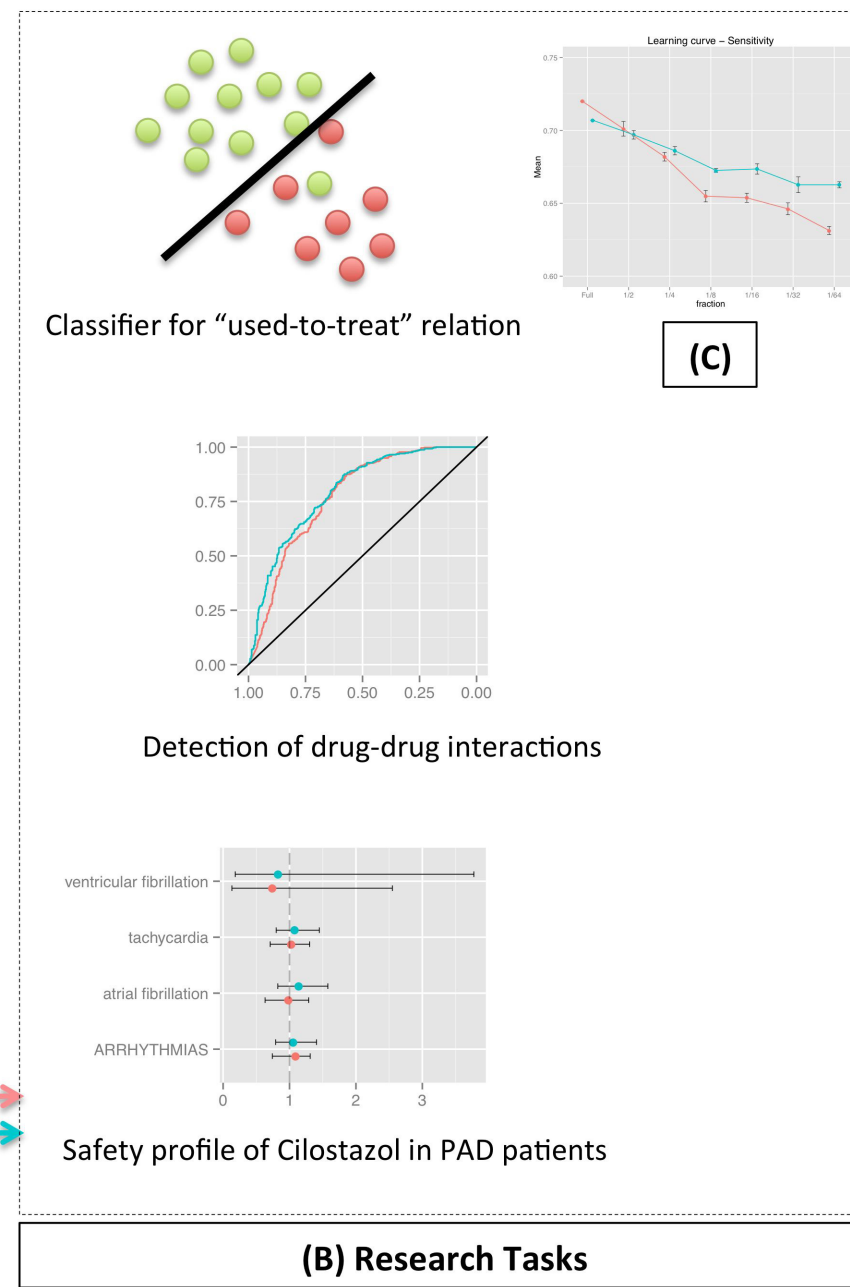 Learning curve – Sensitivity
0.75
0.70
0.65
0.60
Mean
Full 1/2 1/4 1/8 1/16 1/32 1/64
fraction
Classifier for “used-to-treat” relation
(C)
1.00
0.75
0.50
0.25
0.00
1.00 0.75 0.50 0.25 0.00
Detection of drug-drug interactions
ventricular fibrillation
tachycardia
atrial fibrillation
ARRHYTHMIAS
0 1 2 3
Safety profile of Cilostazol in PAD patients
(B) Research Tasks